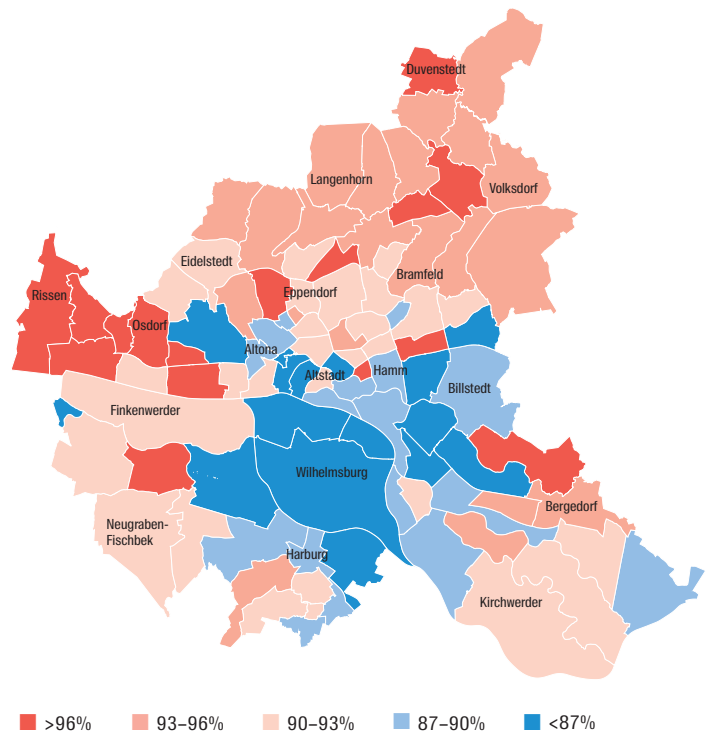 Duvenstedt
Langenhorn
Volksdorf
Eidelstedt
Bramfeld
Rissen
Eppendorf
Osdorf
Altona
Altstadt
Hamm
Billstedt
Finkenwerder
Wilhelmsburg
Bergedorf
Neugraben-
Fischbek
Harburg
Kirchwerder
>96%
93–96%
90–93%
87–90%
<87%